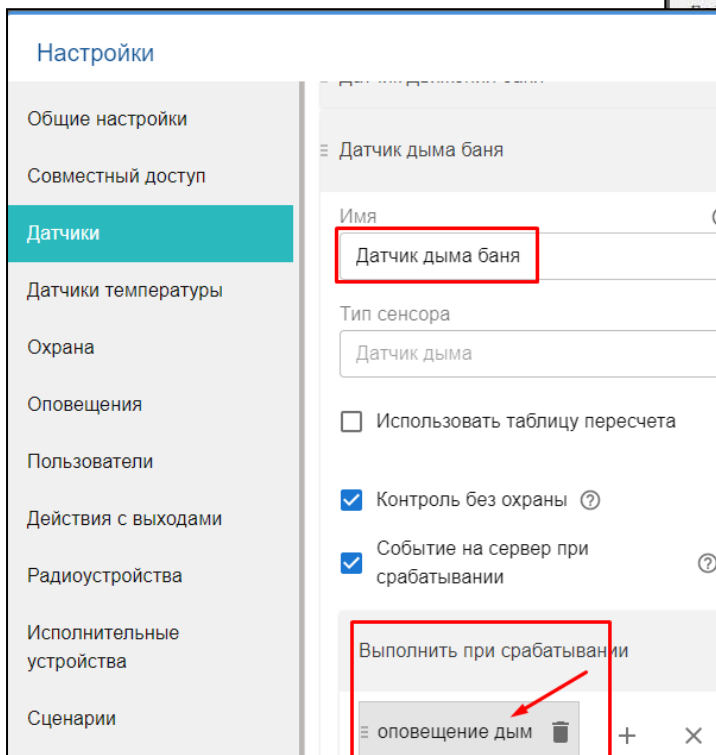 Настройки
Общие настройки
Совместный доступ
Датчики
Датчики температуры
Охрана
Оповещения
Пользователи
Действия с выходами
Радиоустройства
Исполнительные
устройства
Сценарии
Датчик дыма баня
Имя
Датчик дыма баня
Тип сенсора
Датчик дыма
Использовать таблицу пересчета
Контроль без охраны
Событие на сервер при
срабатывании
Выполнить при срабатывании
оповещение дым